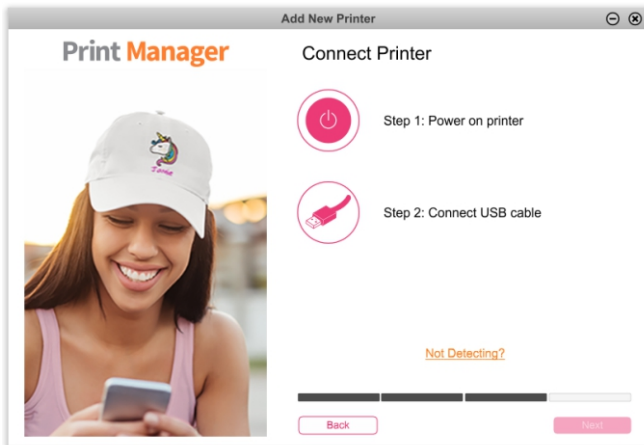 Add New Printer
Print Manager
Connect Printer
Step 1: Power on printer
Step 2: Connect USB cable
Not Detecting?
Back
Next